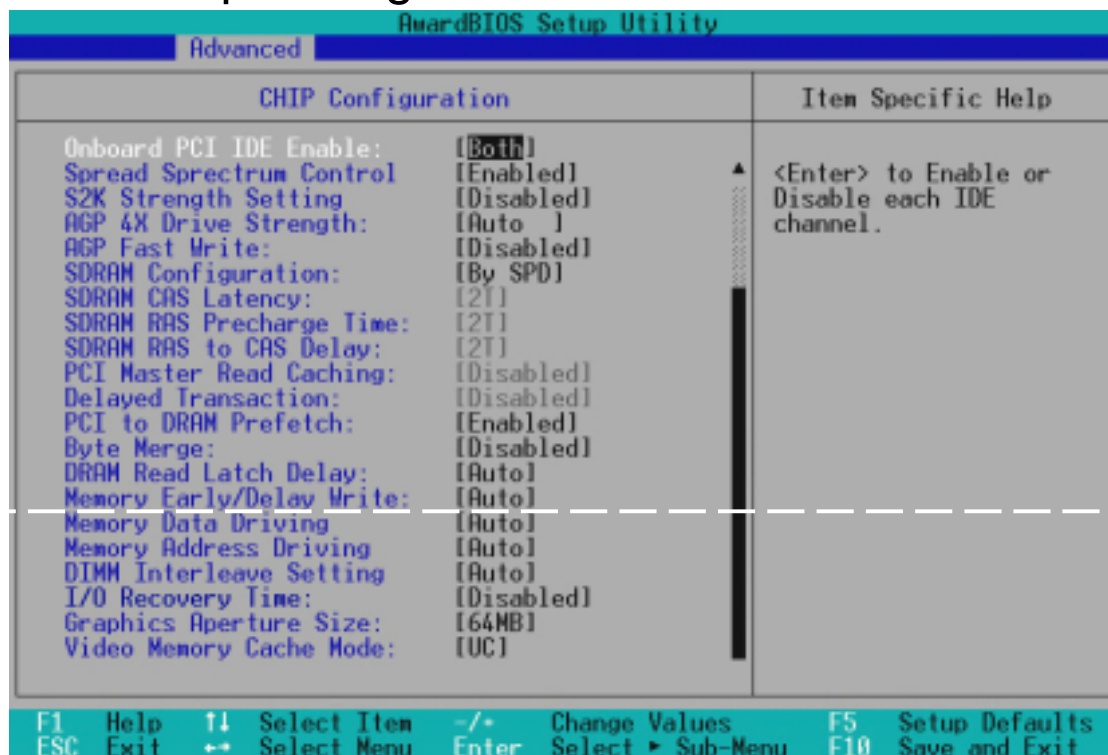 AwardBIOS Setup Utility
Advanced
CHIP Configuration
Item Specific Help
Onboard PCI IDE Enable: [Both]
Spread Sprectrum Control [Enabled]
S2K Strength Setting [Disabled]
AGP 4X Drive Strength: [Auto ]
AGP Fast Write: [Disabled]
SDRAM Configuration: [By SPD]
SDRAM CAS Latency: [2T]
SDRAM RAS Precharge Time: [2T]
SDRAM RAS to CAS Delay: [2T]
PCI Master Read Caching: [Disabled]
Delayed Transaction: [Disabled]
PCI to DRAM Prefetch: [Enabled]
Byte Merge: [Disabled]
DRAM Read Latch Delay: [Auto]
Memory Early/Delay Write: [Auto]
Memory Data Driving [Auto]
Memory Address Driving [Auto]
DIMM Interleave Setting [Auto]
I/O Recovery Time: [Disabled]
Graphics Aperture Size: [64MB]
Video Memory Cache Mode: [UC]
<Enter> to Enable or
Disable each IDE
channel.
F1 Help ↑↓ Select Item -/+ Change Values F5 Setup Defaults
ESC Exit ←→ Select Menu Enter Select ► Sub-Menu F10 Save and Exit